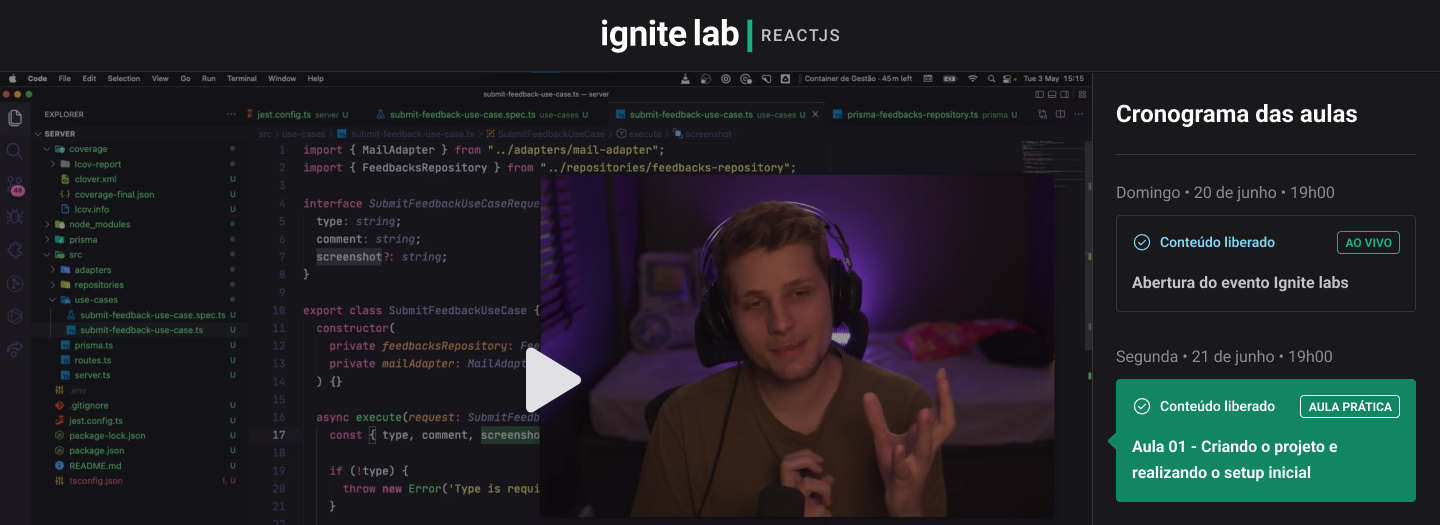 ignite lab | REACTJS
Code File Edit Selection View Go Run Terminal Window Help
Container de Gestão · 45m left
Tue 3 May 15:15
submit-feedback-use-case.ts — server
EXPLORER
jest.config.ts server U
submit-feedback-use-case.spec.ts use-cases U
submit-feedback-use-case.ts use-cases U
prisma-feedbacks-repository.ts prisma U
SERVER
src > use-cases > submit-feedback-use-case.ts > SubmitFeedbackUseCase > execute > screenshot
coverage
lcov-report
clover.xml U
coverage-final.json U
lcov.info U
node_modules
prisma
src
adapters
repositories
use-cases
submit-feedback-use-case.spec.ts U
submit-feedback-use-case.ts U
prisma.ts U
routes.ts U
server.ts U
.env
.gitignore U
jest.config.ts U
package-lock.json U
package.json U
README.md U
tsconfig.json 1, U
46
1 import { MailAdapter } from "../adapters/mail-adapter";
2 import { FeedbacksRepository } from "../repositories/feedbacks-repository";
3
4 interface SubmitFeedbackUseCaseReque
5 type: string;
6 comment: string;
7 screenshot?: string;
8 }
9
10 export class SubmitFeedbackUseCase {
11 constructor(
12 private feedbacksRepository: Fee
13 private mailAdapter: MailAdapt
14 ) {}
15
16 async execute(request: SubmitFeedb
17 const { type, comment, screensho
18
19 if (!type) {
20 throw new Error('Type is requi
21 }
22
Cronograma das aulas
Domingo • 20 de junho • 19h00
Conteúdo liberado AO VIVO
Abertura do evento Ignite labs
Segunda • 21 de junho • 19h00
Conteúdo liberado AULA PRÁTICA
Aula 01 - Criando o projeto e
realizando o setup inicial